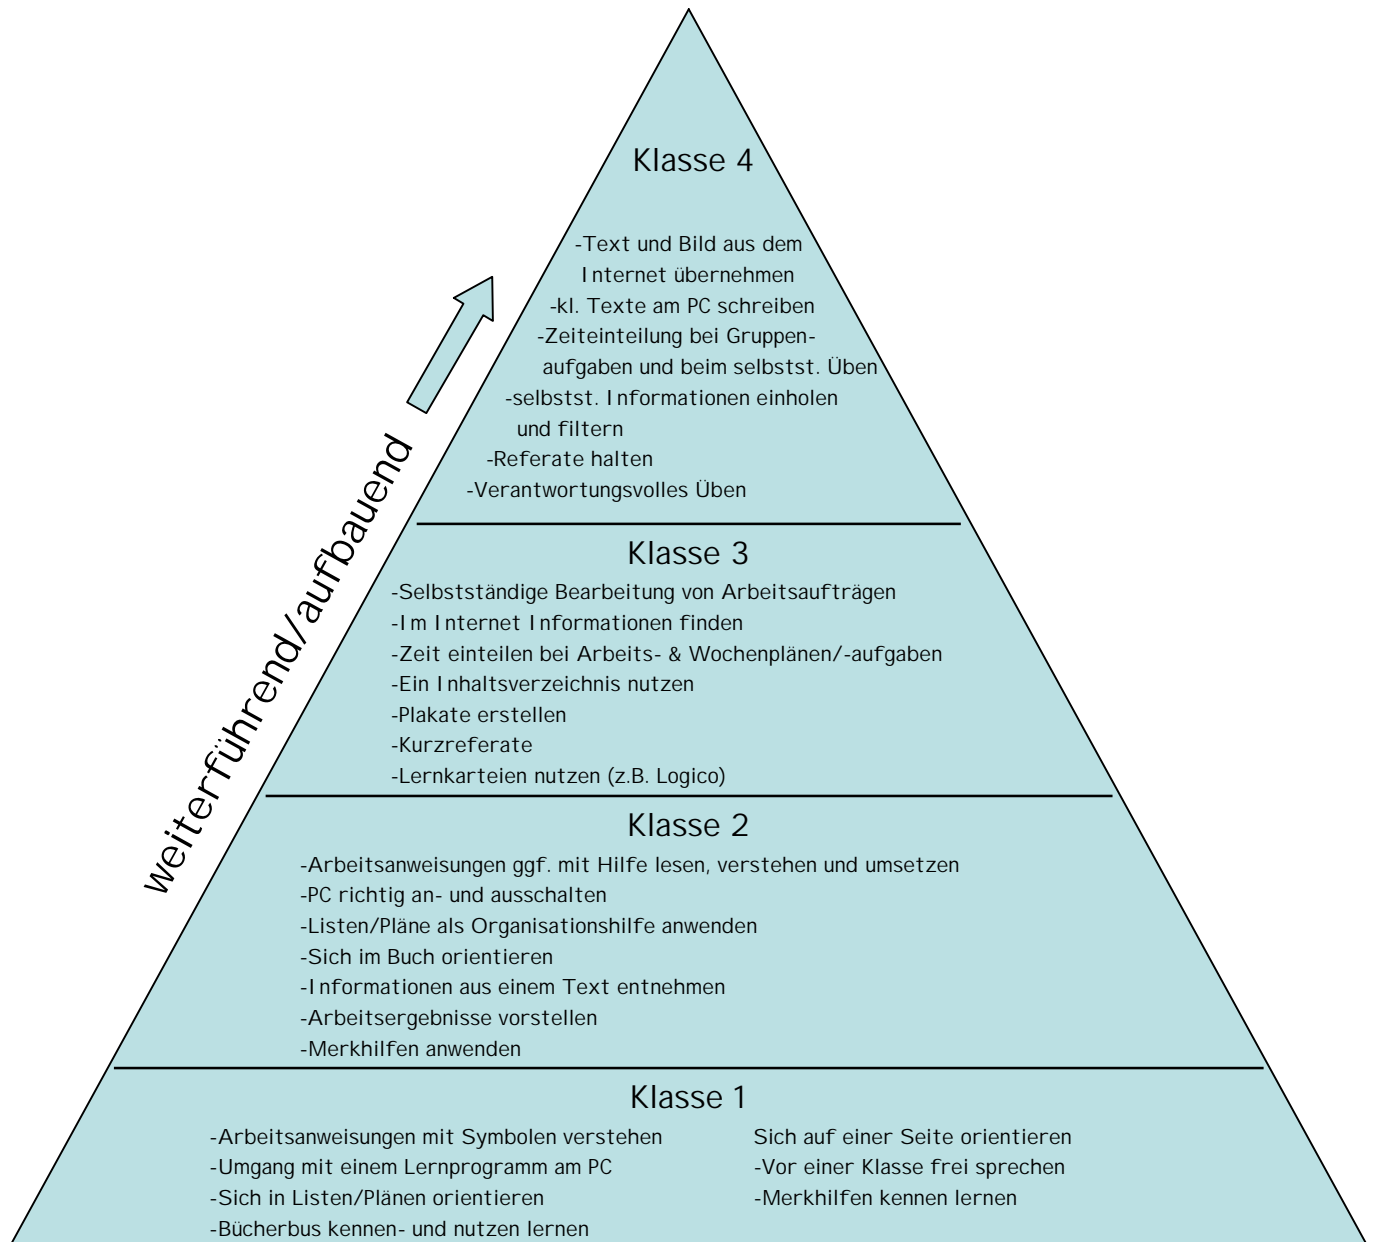 Klasse 4
-Text und Bild aus dem
Internet übernehmen
-kl. Texte am PC schreiben
-Zeiteinteilung bei Gruppen-
aufgaben und beim selbstst. Üben
-selbstst. Informationen einholen
und filtern
-Referate halten
-Verantwortungsvolles Üben
weiterführend/aufbauend
Klasse 3
-Selbstständige Bearbeitung von Arbeitsaufträgen
-Im Internet Informationen finden
-Zeit einteilen bei Arbeits- & Wochenplänen/-aufgaben
-Ein Inhaltsverzeichnis nutzen
-Plakate erstellen
-Kurzreferate
-Lernkarteien nutzen (z.B. Logico)
Klasse 2
-Arbeitsanweisungen ggf. mit Hilfe lesen, verstehen und umsetzen
-PC richtig an- und ausschalten
-Listen/Pläne als Organisationshilfe anwenden
-Sich im Buch orientieren
-Informationen aus einem Text entnehmen
-Arbeitsergebnisse vorstellen
-Merkhilfen anwenden
Klasse 1
-Arbeitsanweisungen mit Symbolen verstehen
-Umgang mit einem Lernprogramm am PC
-Sich in Listen/Plänen orientieren
-Bücherbus kennen- und nutzen lernen
Sich auf einer Seite orientieren
-Vor einer Klasse frei sprechen
-Merkhilfen kennen lernen